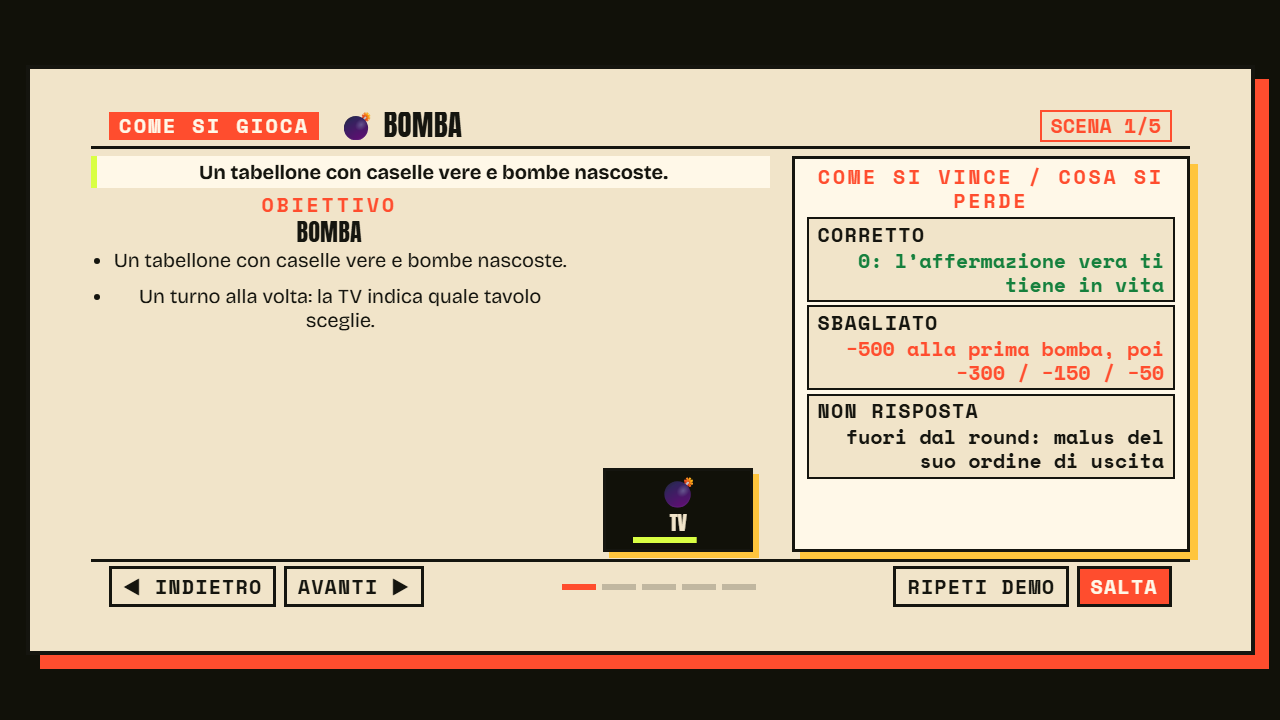 COME SI GIOCA
BOMBA
SCENA 1/5
Un tabellone con caselle vere e bombe nascoste.
OBIETTIVO
BOMBA
• Un tabellone con caselle vere e bombe nascoste.
• Un turno alla volta: la TV indica quale tavolo
sceglie.
TV
COME SI VINCE / COSA SI
PERDE
CORRETTO
0: l'affermazione vera ti
tiene in vita
SBAGLIATO
-500 alla prima bomba, poi
-300 / -150 / -50
NON RISPOSTA
fuori dal round: malus del
suo ordine di uscita
◀ INDIETRO
AVANTI ▶
RIPETI DEMO
SALTA